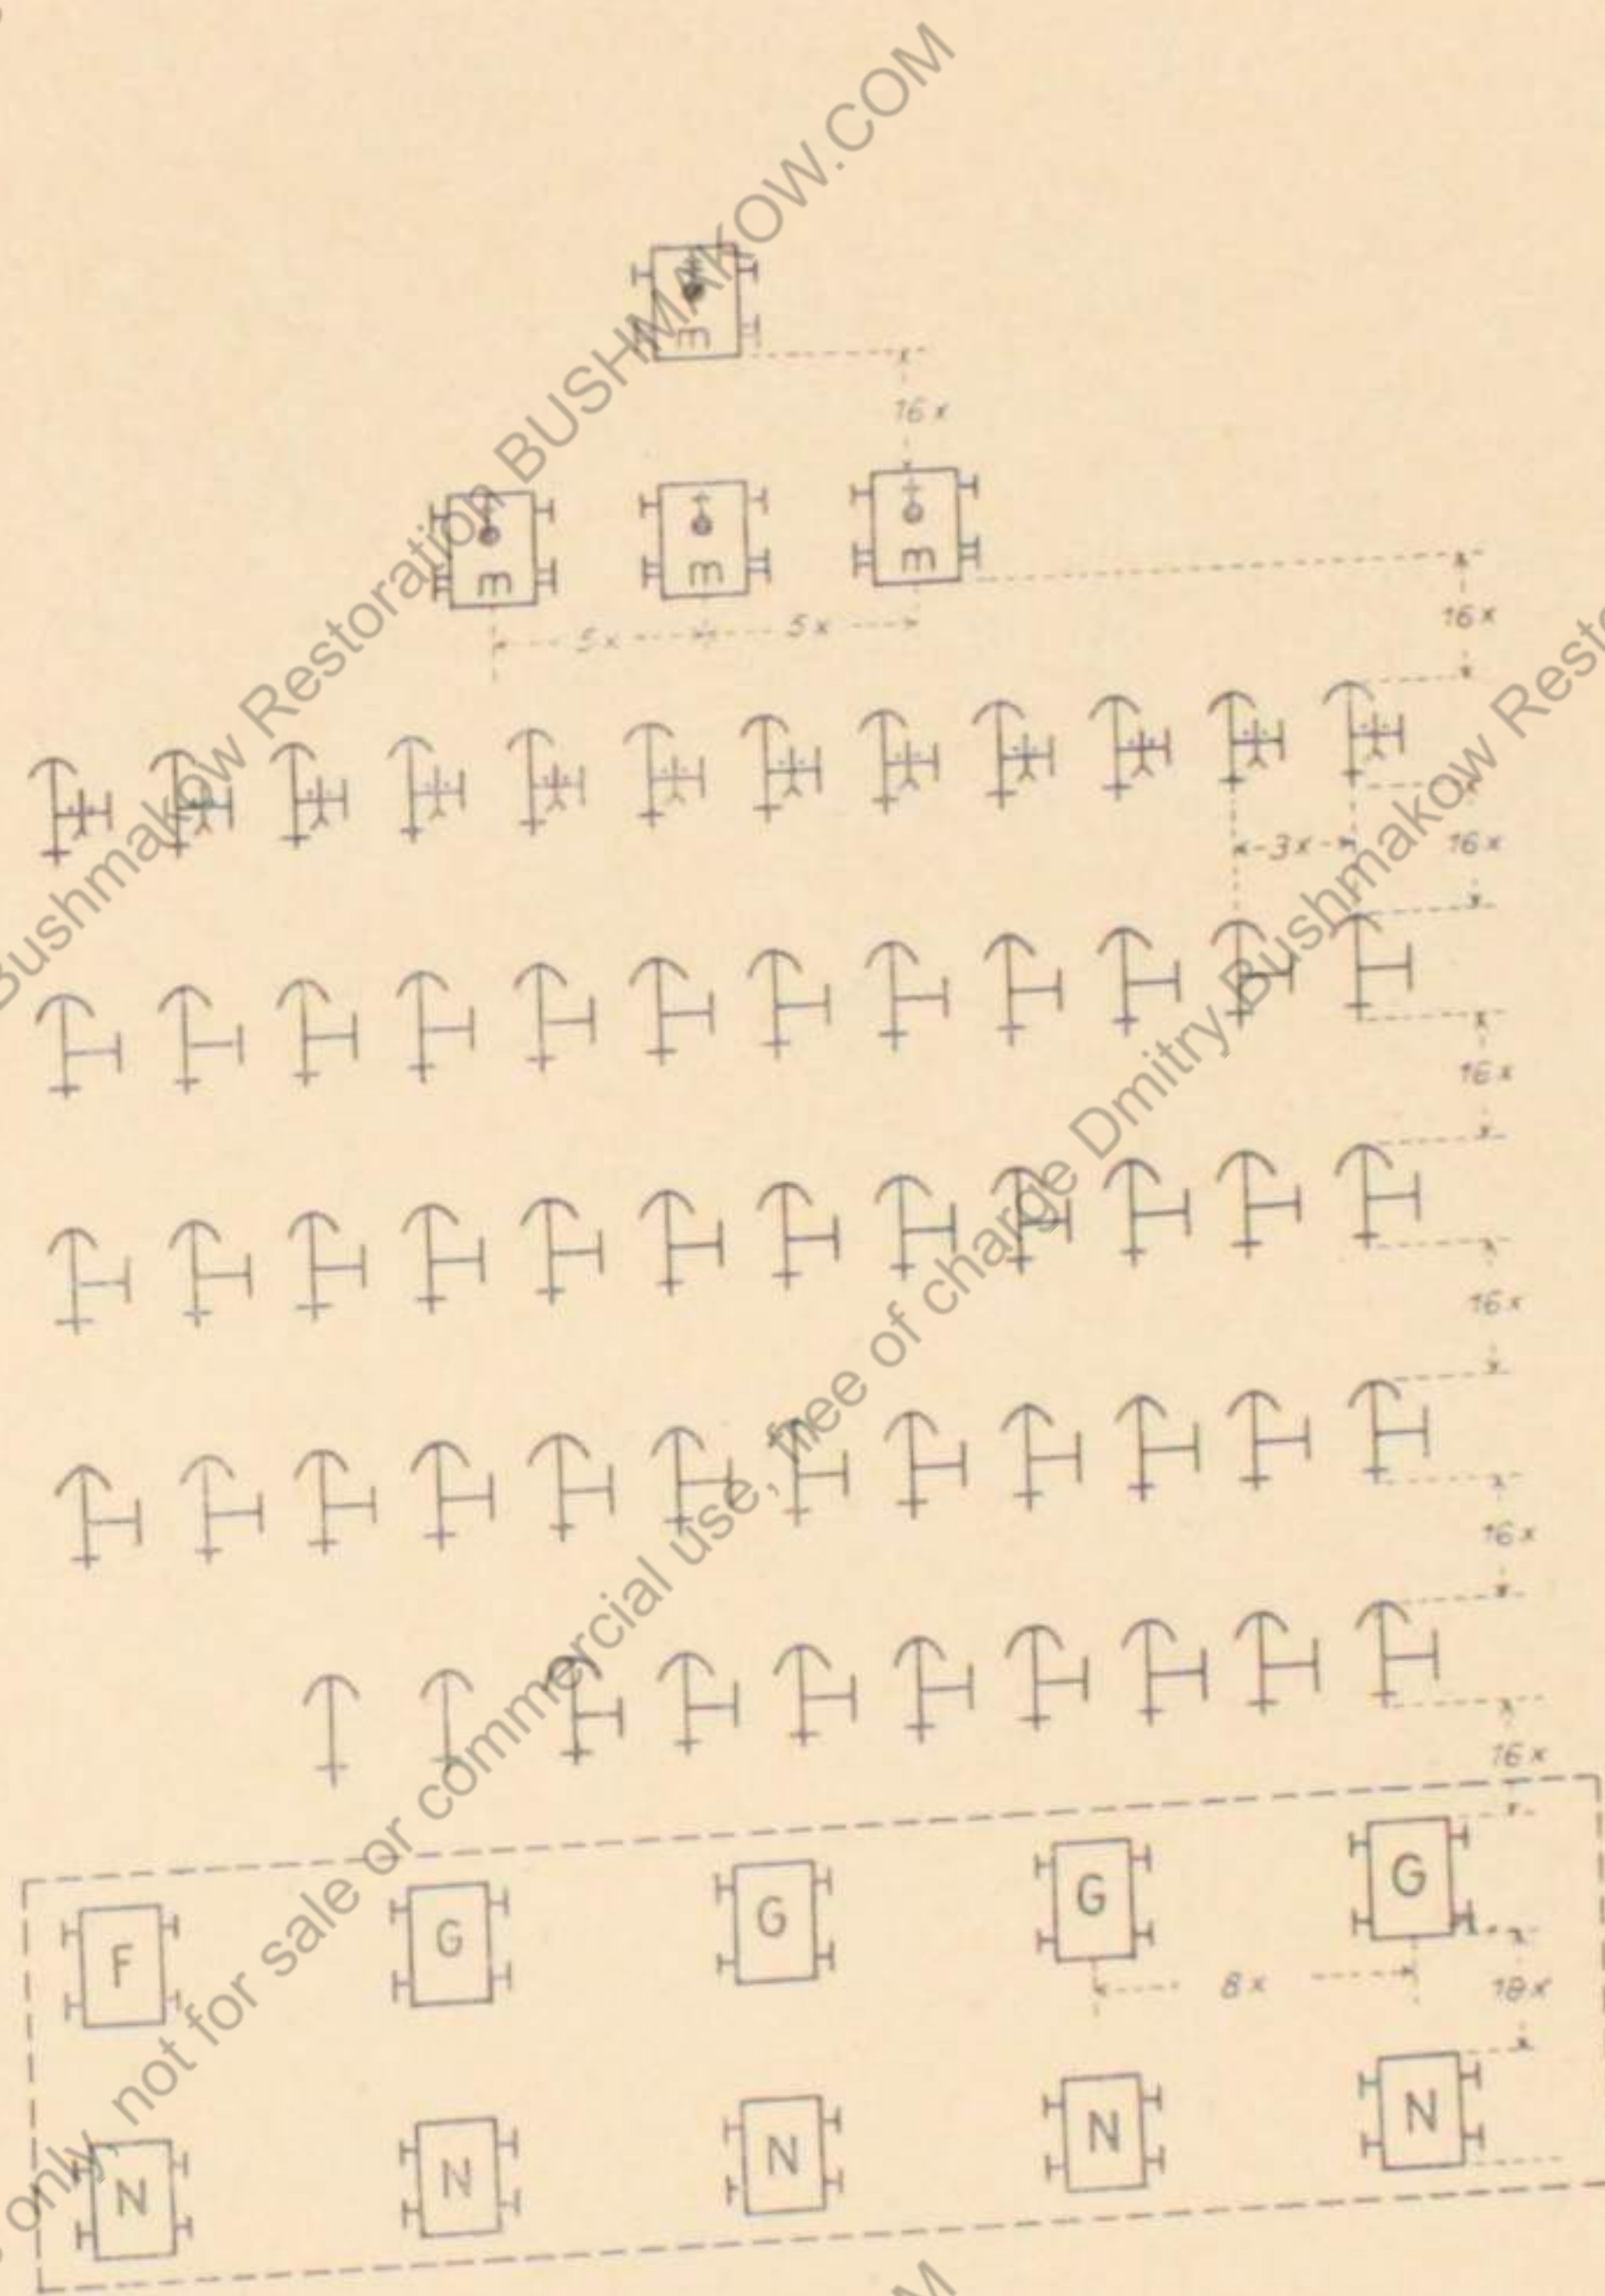 m
16x
m m m
5x 5x
16x
3x 16x
16x
16x
16x
16x
F G G G G
8x 18x
N N N N N
Restoration BUSHMAKOW.COM
Bushmakow Restoration BUSHMAKOW.COM
only, not for sale or commercial use, free of charge Dmitry Bushmakow